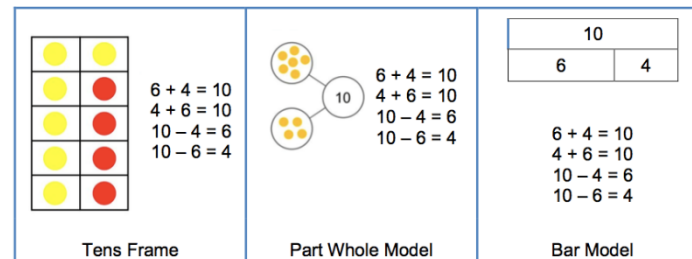 6 + 4 = 10
4 + 6 = 10
10 – 4 = 6
10 – 6 = 4
Tens Frame
10
6 + 4 = 10
4 + 6 = 10
10 – 4 = 6
10 – 6 = 4
Part Whole Model
10
6 4
6 + 4 = 10
4 + 6 = 10
10 – 4 = 6
10 – 6 = 4
Bar Model